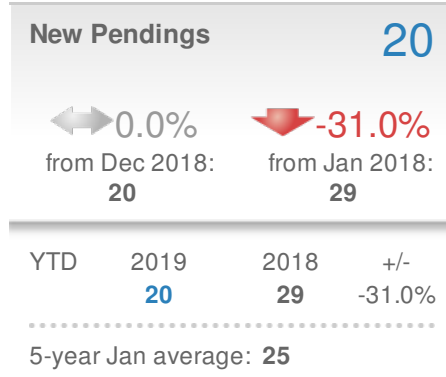 New Pendings 20
0.0% -31.0%
from Dec 2018: from Jan 2018:
20 29
YTD 2019 2018 +/-
20 29 -31.0%
5-year Jan average: 25